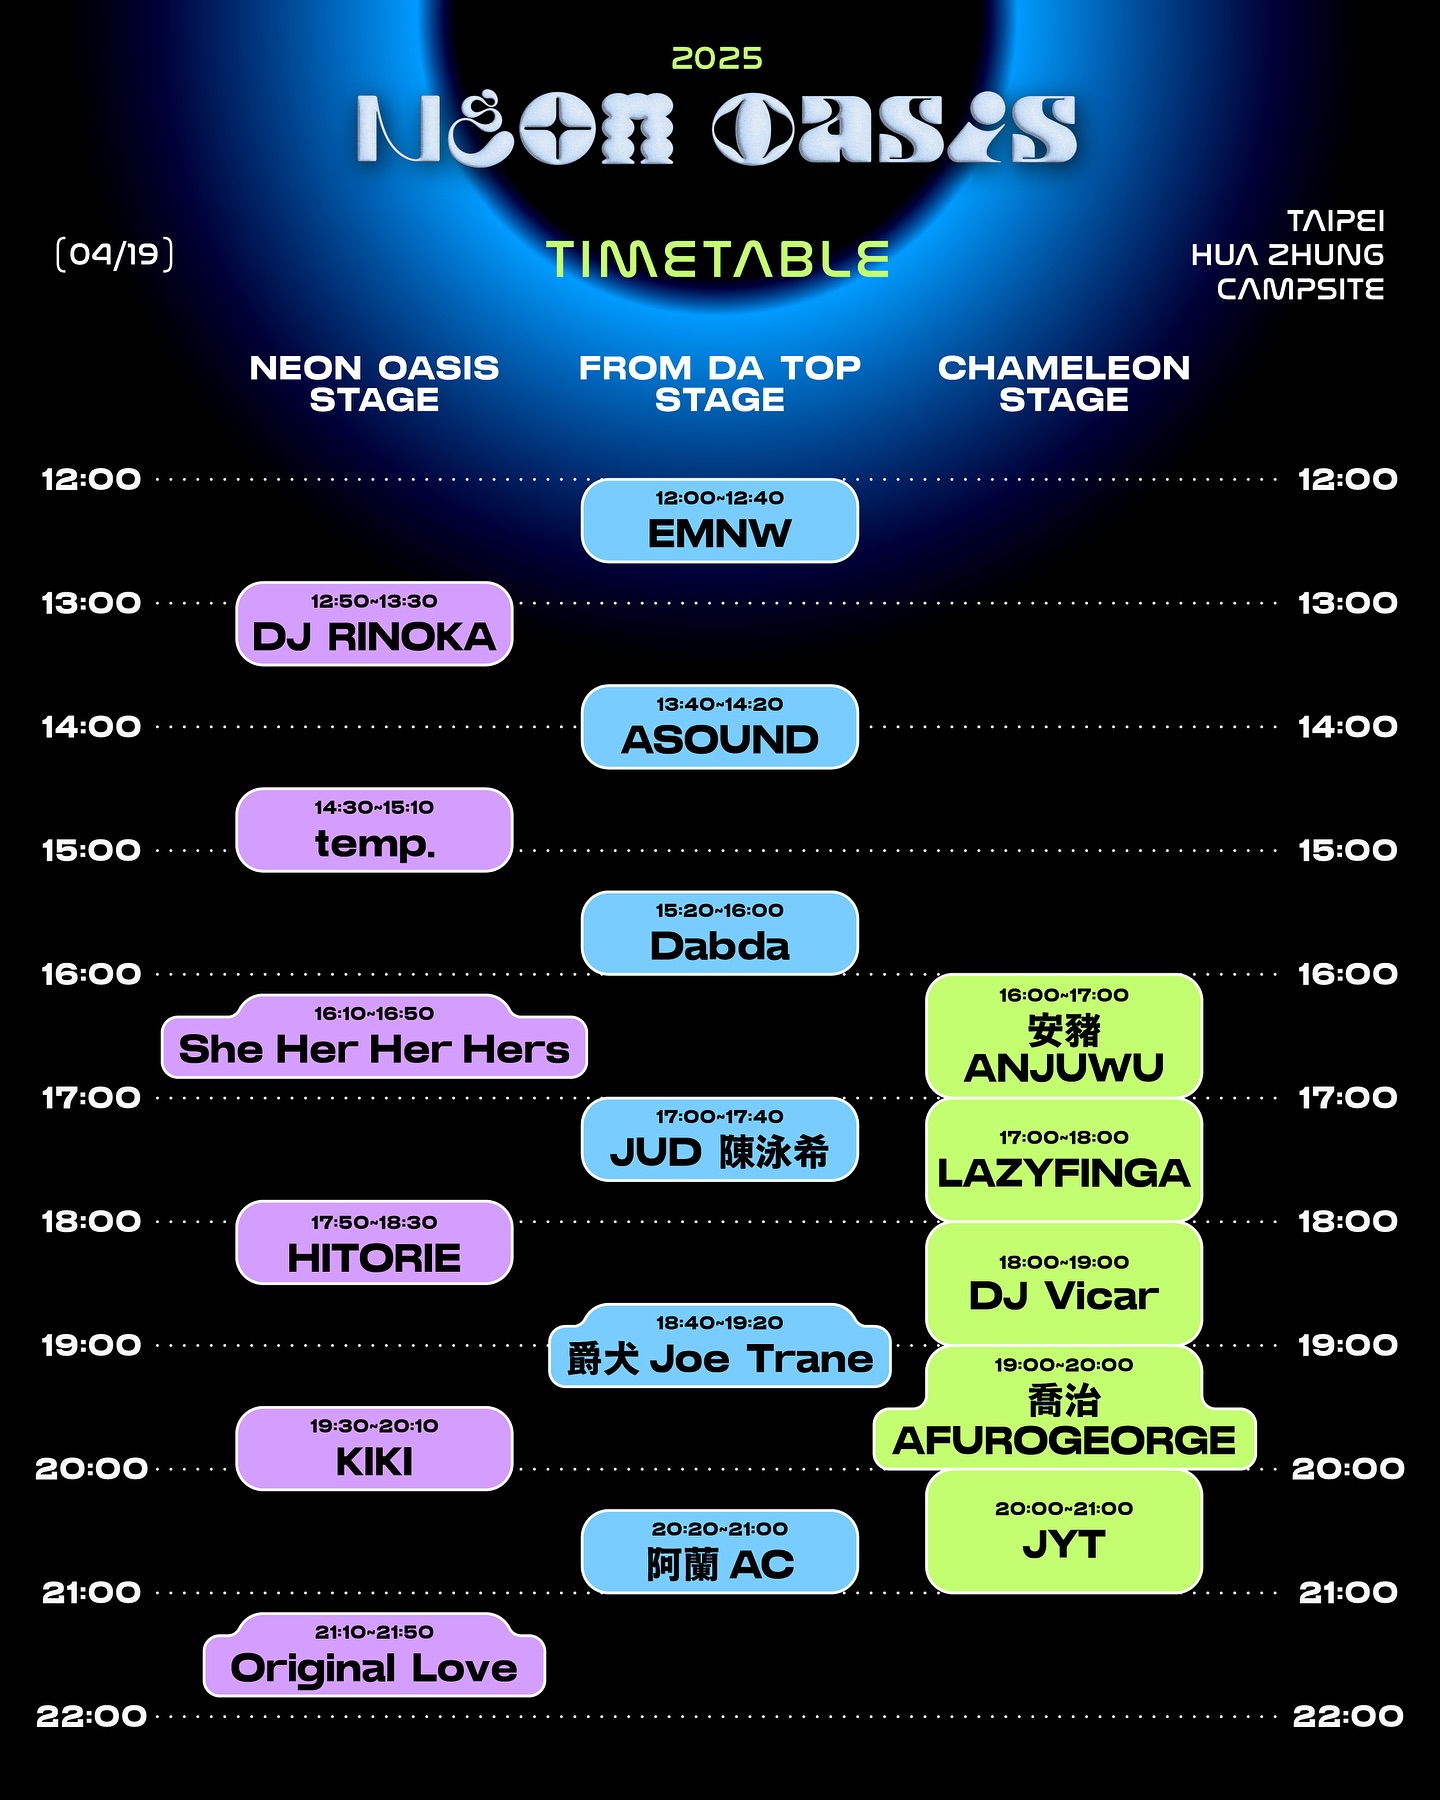 2025
Neon Oasis
(04/19)
TIMETABLE
TAIPEI
HUA ZHUNG
CAMPSITE
NEON OASIS
STAGE
FROM DA TOP
STAGE
CHAMELEON
STAGE
12:00
12:00
12:00~12:40
EMNW
13:00
13:00
12:50~13:30
DJ RINOKA
13:40~14:20
ASOUND
14:00
14:00
14:30~15:10
temp.
15:00
15:00
15:20~16:00
Dabda
16:00
16:00
16:00~17:00
安豬
ANJUWU
16:10~16:50
She Her Her Hers
17:00
17:00
17:00~17:40
JUD 陳泳希
17:00~18:00
LAZYFINGA
18:00
18:00
17:50~18:30
HITORIE
18:00~19:00
DJ Vicar
18:40~19:20
爵犬 Joe Trane
19:00
19:00
19:00~20:00
喬治
AFUROGEORGE
19:30~20:10
KIKI
20:00
20:00
20:00~21:00
JYT
20:20~21:00
阿蘭 AC
21:00
21:00
21:10~21:50
Original Love
22:00
22:00